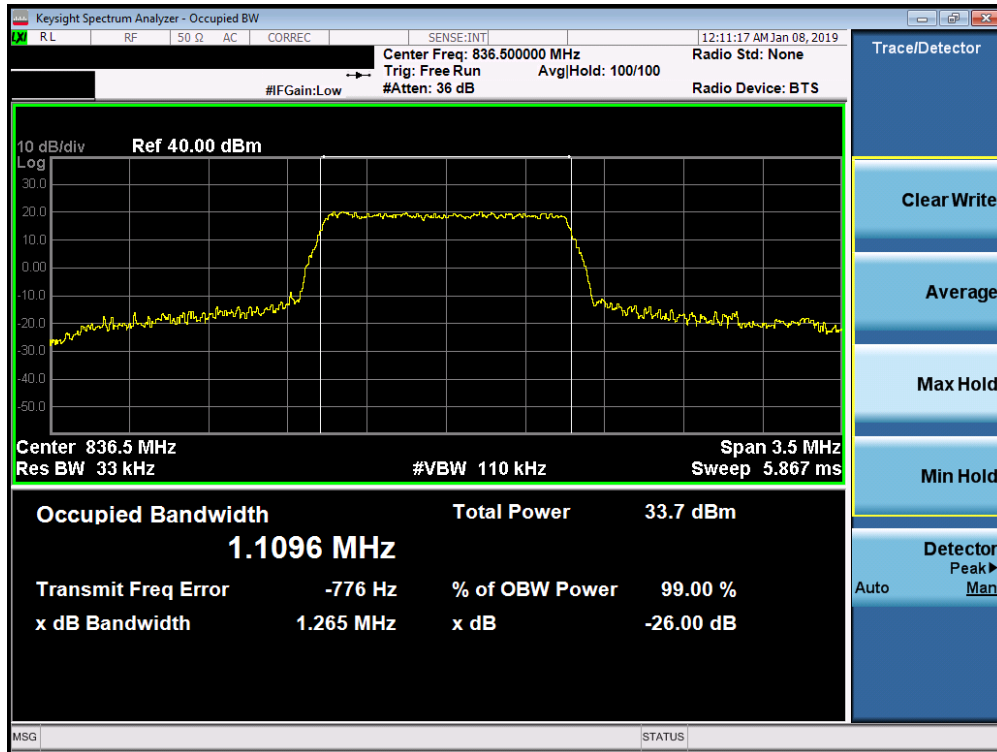 Keysight Spectrum Analyzer - Occupied BW
LXI RL RF 50 Ω AC CORREC SENSE:INT 12:11:17 AM Jan 08, 2019
Center Freq: 836.500000 MHz Radio Std: None
Trig: Free Run Avg|Hold: 100/100
#IFGain:Low #Atten: 36 dB Radio Device: BTS
Trace/Detector
10 dB/div Ref 40.00 dBm
Log
30.0
20.0
10.0
0.00
-10.0
-20.0
-30.0
-40.0
-50.0
Center 836.5 MHz Span 3.5 MHz
Res BW 33 kHz #VBW 110 kHz Sweep 5.867 ms
Occupied Bandwidth Total Power 33.7 dBm
1.1096 MHz
Transmit Freq Error -776 Hz % of OBW Power 99.00 %
x dB Bandwidth 1.265 MHz x dB -26.00 dB
Clear Write
Average
Max Hold
Min Hold
Detector
Peak▶
Auto Man
MSG STATUS